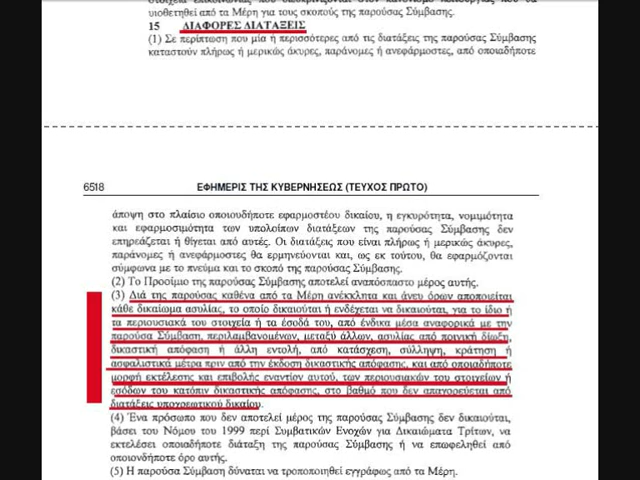 υιοθετηθεί από τα Μέρη για τους σκοπούς της παρούσας Σύμβασης.
15 ΔΙΑΦΟΡΕΣ ΔΙΑΤΑΞΕΙΣ
(1) Σε περίπτωση που μία ή περισσότερες από τις διατάξεις της παρούσας Σύμβασης
καταστούν πλήρως ή μερικώς άκυρες, παράνομες ή ανεφάρμοστες, από οποιαδήποτε
6518 ΕΦΗΜΕΡΙΣ ΤΗΣ ΚΥΒΕΡΝΗΣΕΩΣ (ΤΕΥΧΟΣ ΠΡΩΤΟ)
άποψη στο πλαίσιο οποιουδήποτε εφαρμοστέου δικαίου, η εγκυρότητα, νομιμότητα
και εφαρμοσιμότητα των υπολοίπων διατάξεων της παρούσας Σύμβασης δεν
επηρεάζεται ή θίγεται από αυτές. Οι διατάξεις που είναι πλήρως ή μερικώς άκυρες,
παράνομες ή ανεφάρμοστες θα ερμηνεύονται και, ως εκ τούτου, θα εφαρμόζονται
σύμφωνα με το πνεύμα και το σκοπό της παρούσας Σύμβασης.
(2) Το Προοίμιο της παρούσας Σύμβασης αποτελεί αναπόσπαστο μέρος αυτής.
(3) Διά της παρούσας καθένα από τα Μέρη ανέκκλητα και άνευ όρων αποποιείται
κάθε δικαίωμα ασυλίας, το οποίο δικαιούται ή ενδέχεται να δικαιούται, για το ίδιο ή
τα περιουσιακά του στοιχεία ή τα εσοδά του, από ένδικα μέσα αναφορικά με την
παρούσα Σύμβαση, περιλαμβανομένων, μεταξύ άλλων, ασυλίας από ποινική δίωξη,
δικαστική απόφαση ή άλλη εντολή, από κατάσχεση, σύλληψη, κράτηση ή
ασφαλιστικά μέτρα πριν από την έκδοση δικαστικής απόφασης, και από οποιαδήποτε
μορφή εκτέλεσης και επιβολής εναντίον αυτού, των περιουσιακών του στοιχείων ή
εσόδων του κατόπιν δικαστικής απόφασης, στο βαθμό που δεν απαγορεύεται από
διατάξεις υποχρεωτικού δικαίου.
(4) Ένα πρόσωπο που δεν αποτελεί μέρος της παρούσας Σύμβασης δεν δικαιούται,
βάσει του Νόμου του 1999 περί Συμβατικών Ενοχών για Δικαιώματα Τρίτων, να
εκτελέσει οποιαδήποτε διάταξη της παρούσας Σύμβασης ή να επωφεληθεί από
οποιονδήποτε όρο αυτής.
(5) Η παρούσα Σύμβαση δύναται να τροποποιηθεί εγγράφως από τα Μέρη.